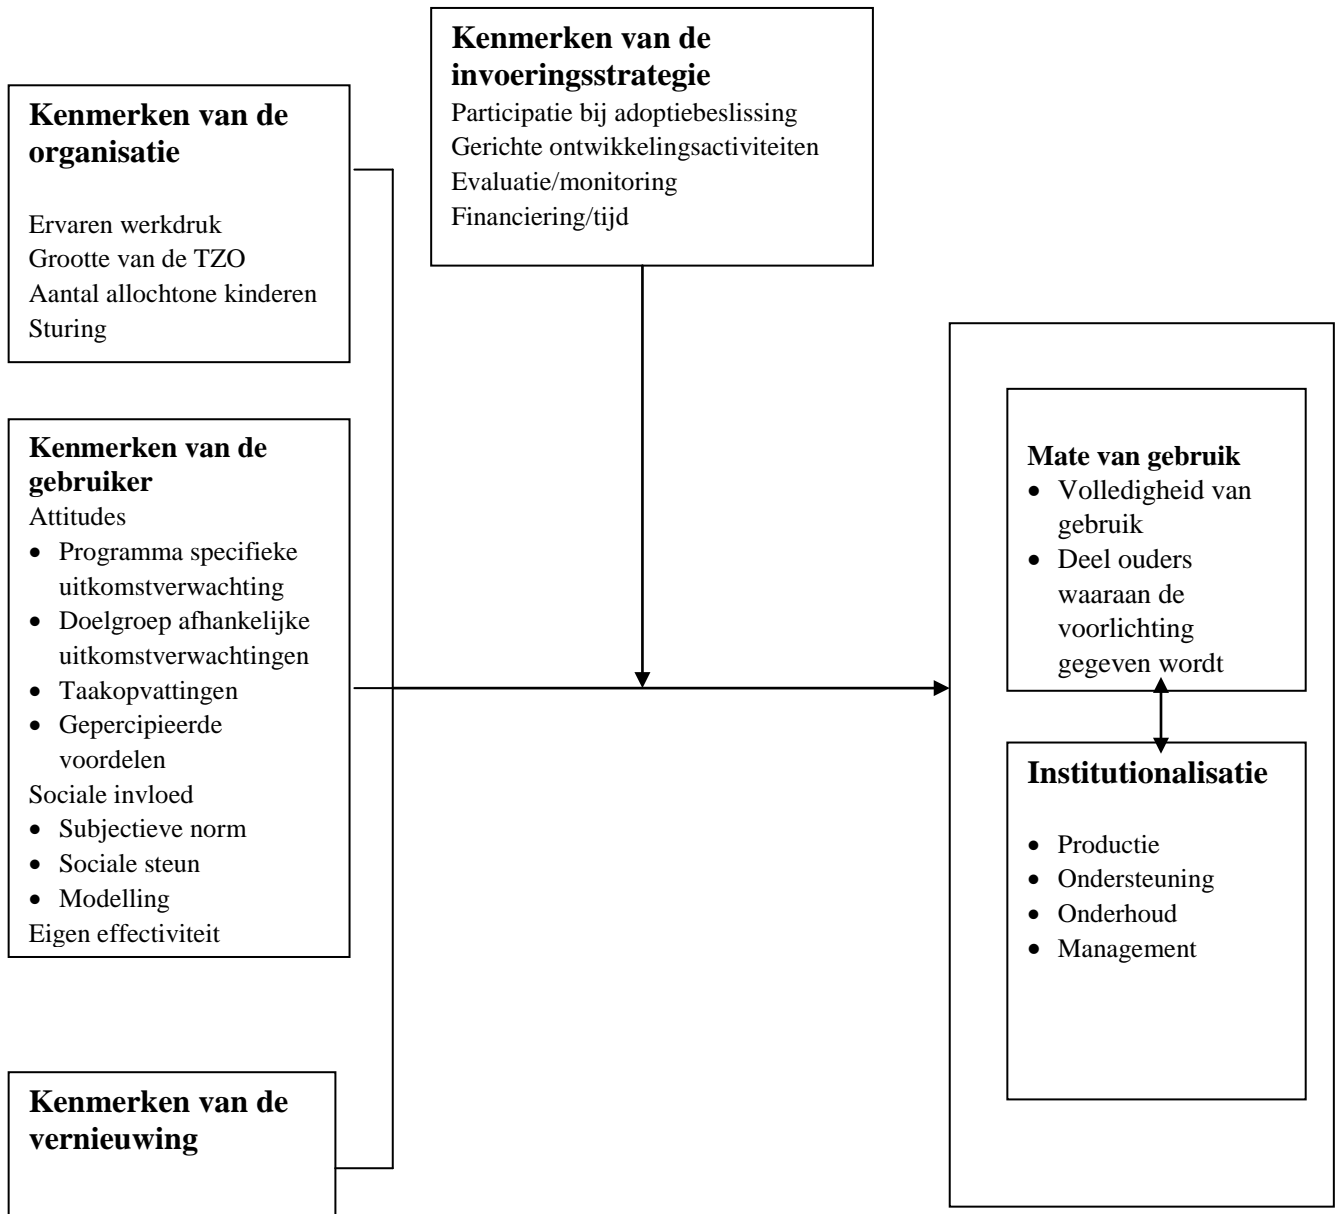 Kenmerken van de
invoeringsstrategie
Participatie bij adoptiebeslissing
Gerichte ontwikkelingsactiviteiten
Evaluatie/monitoring
Financiering/tijd
Kenmerken van de
organisatie
Ervaren werkdruk
Grootte van de TZO
Aantal allochtone kinderen
Sturing
Kenmerken van de
gebruiker
Attitudes
• Programma specifieke
uitkomstverwachting
• Doelgroep afhankelijke
uitkomstverwachtingen
• Taakopvattingen
• Gepercipieerde
voordelen
Sociale invloed
• Subjectieve norm
• Sociale steun
• Modelling
Eigen effectiviteit
Kenmerken van de
vernieuwing
Mate van gebruik
• Volledigheid van
gebruik
• Deel ouders
waaraan de
voorlichting
gegeven wordt
Institutionalisatie
• Productie
• Ondersteuning
• Onderhoud
• Management